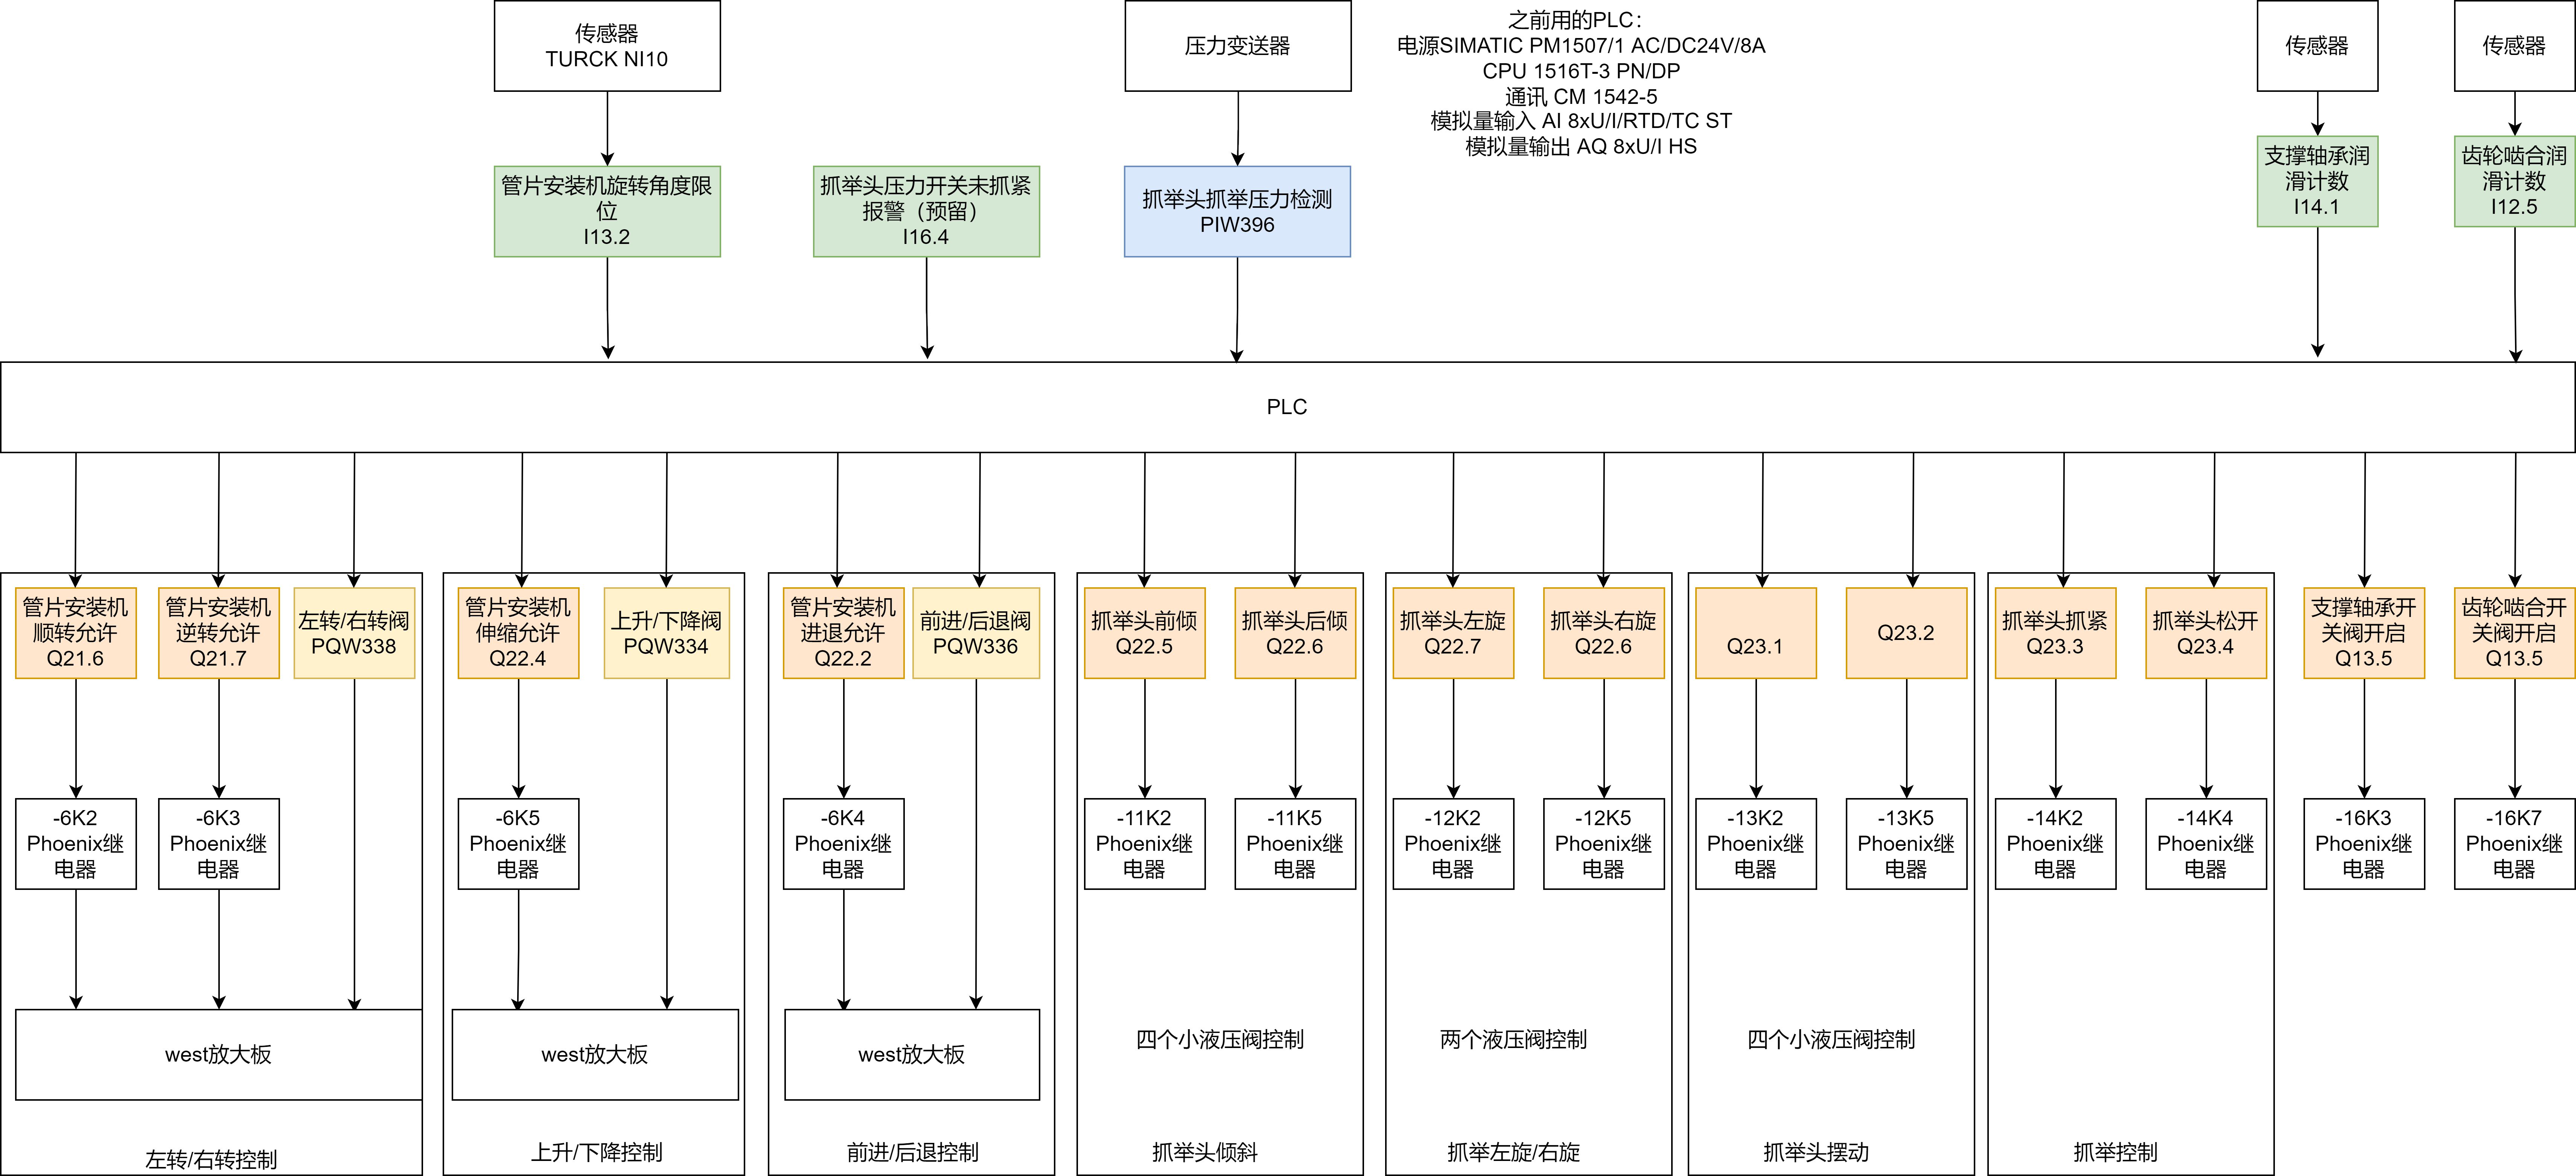 传感器
TURCK NI10
压力变送器
之前用的PLC：
电源SIMATIC PM1507/1 AC/DC24V/8A
CPU 1516T-3 PN/DP
通讯 CM 1542-5
模拟量输入 AI 8xU/I/RTD/TC ST
模拟量输出 AQ 8xU/I HS
传感器
传感器
管片安装机旋转角度限
位
I13.2
抓举头压力开关未抓紧
报警（预留）
I16.4
抓举头抓举压力检测
PIW396
支撑轴承润
滑计数
I14.1
齿轮啮合润
滑计数
I12.5
PLC
管片安装机
顺转允许
Q21.6
管片安装机
逆转允许
Q21.7
左转/右转阀
PQW338
管片安装机
伸缩允许
Q22.4
上升/下降阀
PQW334
管片安装机
进退允许
Q22.2
前进/后退阀
PQW336
抓举头前倾
Q22.5
抓举头后倾
Q22.6
抓举头左旋
Q22.7
抓举头右旋
Q22.6
Q23.1
Q23.2
抓举头抓紧
Q23.3
抓举头松开
Q23.4
支撑轴承开
关阀开启
Q13.5
齿轮啮合开
关阀开启
Q13.5
-6K2
Phoenix继
电器
-6K3
Phoenix继
电器
-6K5
Phoenix继
电器
-6K4
Phoenix继
电器
-11K2
Phoenix继
电器
-11K5
Phoenix继
电器
-12K2
Phoenix继
电器
-12K5
Phoenix继
电器
-13K2
Phoenix继
电器
-13K5
Phoenix继
电器
-14K2
Phoenix继
电器
-14K4
Phoenix继
电器
-16K3
Phoenix继
电器
-16K7
Phoenix继
电器
west放大板
west放大板
west放大板
四个小液压阀控制
两个液压阀控制
四个小液压阀控制
左转/右转控制
上升/下降控制
前进/后退控制
抓举头倾斜
抓举左旋/右旋
抓举头摆动
抓举控制